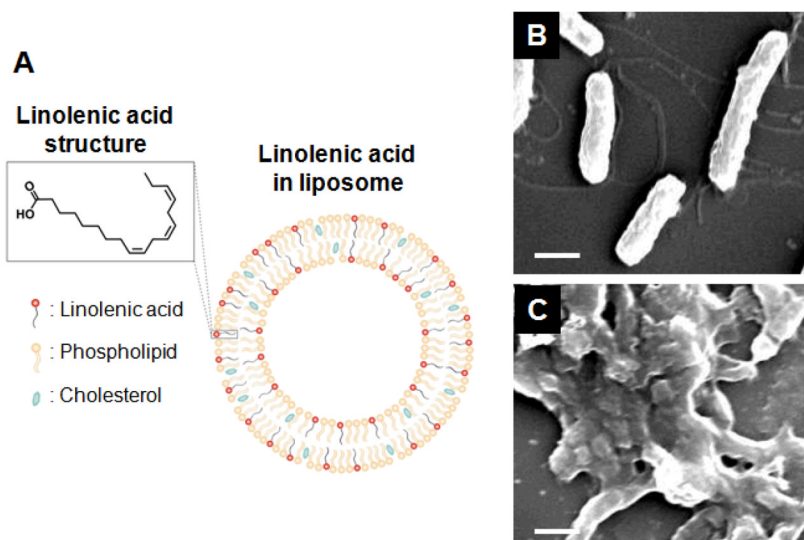 A
Linolenic acid
structure
O
HO
Linolenic acid
in liposome
: Linolenic acid
: Phospholipid
: Cholesterol
B
C